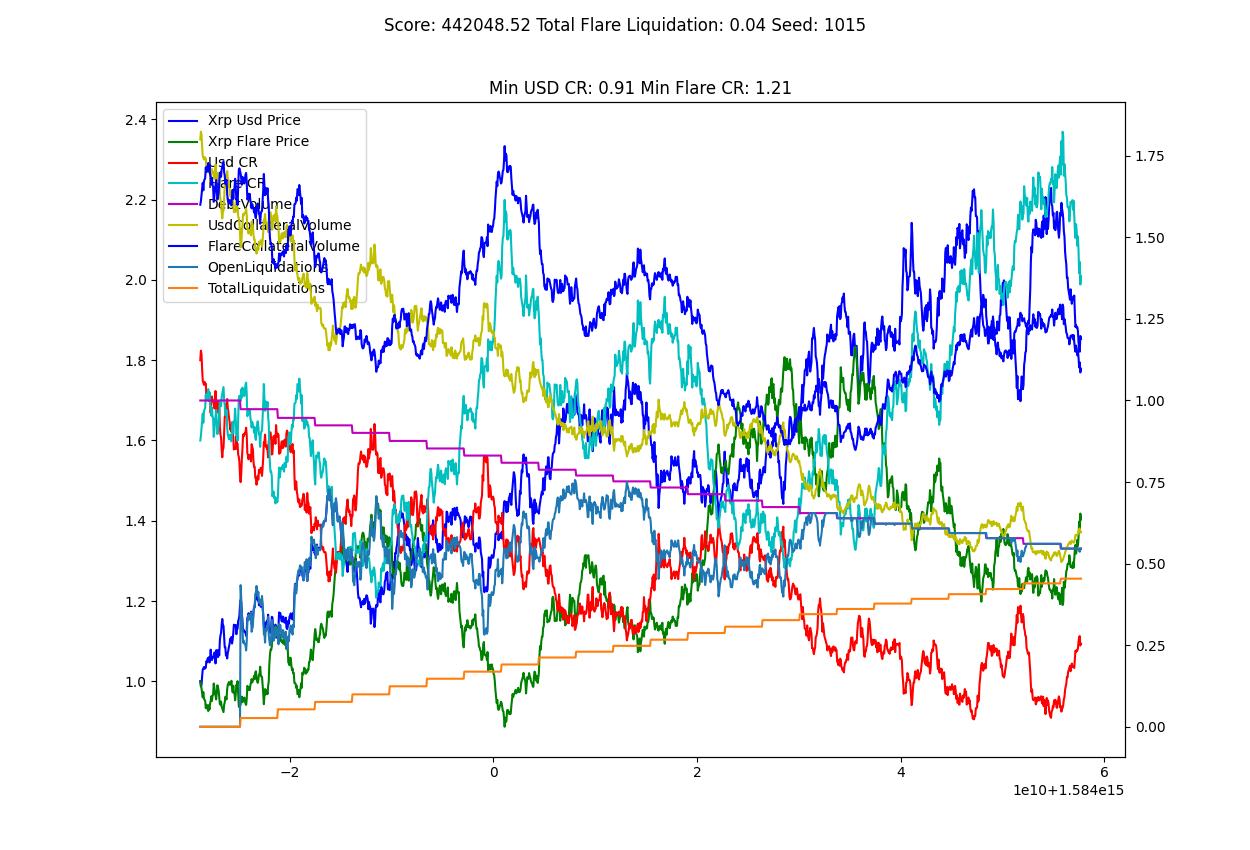 Score: 442048.52 Total Flare Liquidation: 0.04 Seed: 1015
Min USD CR: 0.91 Min Flare CR: 1.21
Xrp Usd Price
Xrp Flare Price
Usd CR
Flare CR
DebtVolume
UsdCollateralVolume
FlareCollateralVolume
OpenLiquidations
TotalLiquidations
2.4
2.2
2.0
1.8
1.6
1.4
1.2
1.0
1.75
1.50
1.25
1.00
0.75
0.50
0.25
0.00
−2
0
2
4
6
1e10+1.584e15